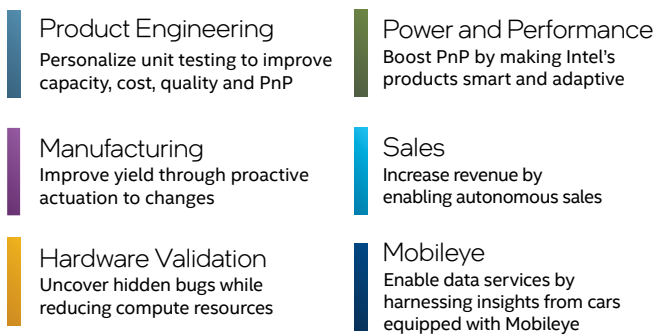 Product Engineering
Personalize unit testing to improve
capacity, cost, quality and PnP
Power and Performance
Boost PnP by making Intel's
products smart and adaptive
Manufacturing
Improve yield through proactive
actuation to changes
Sales
Increase revenue by
enabling autonomous sales
Hardware Validation
Uncover hidden bugs while
reducing compute resources
Mobileye
Enable data services by
harnessing insights from cars
equipped with Mobileye